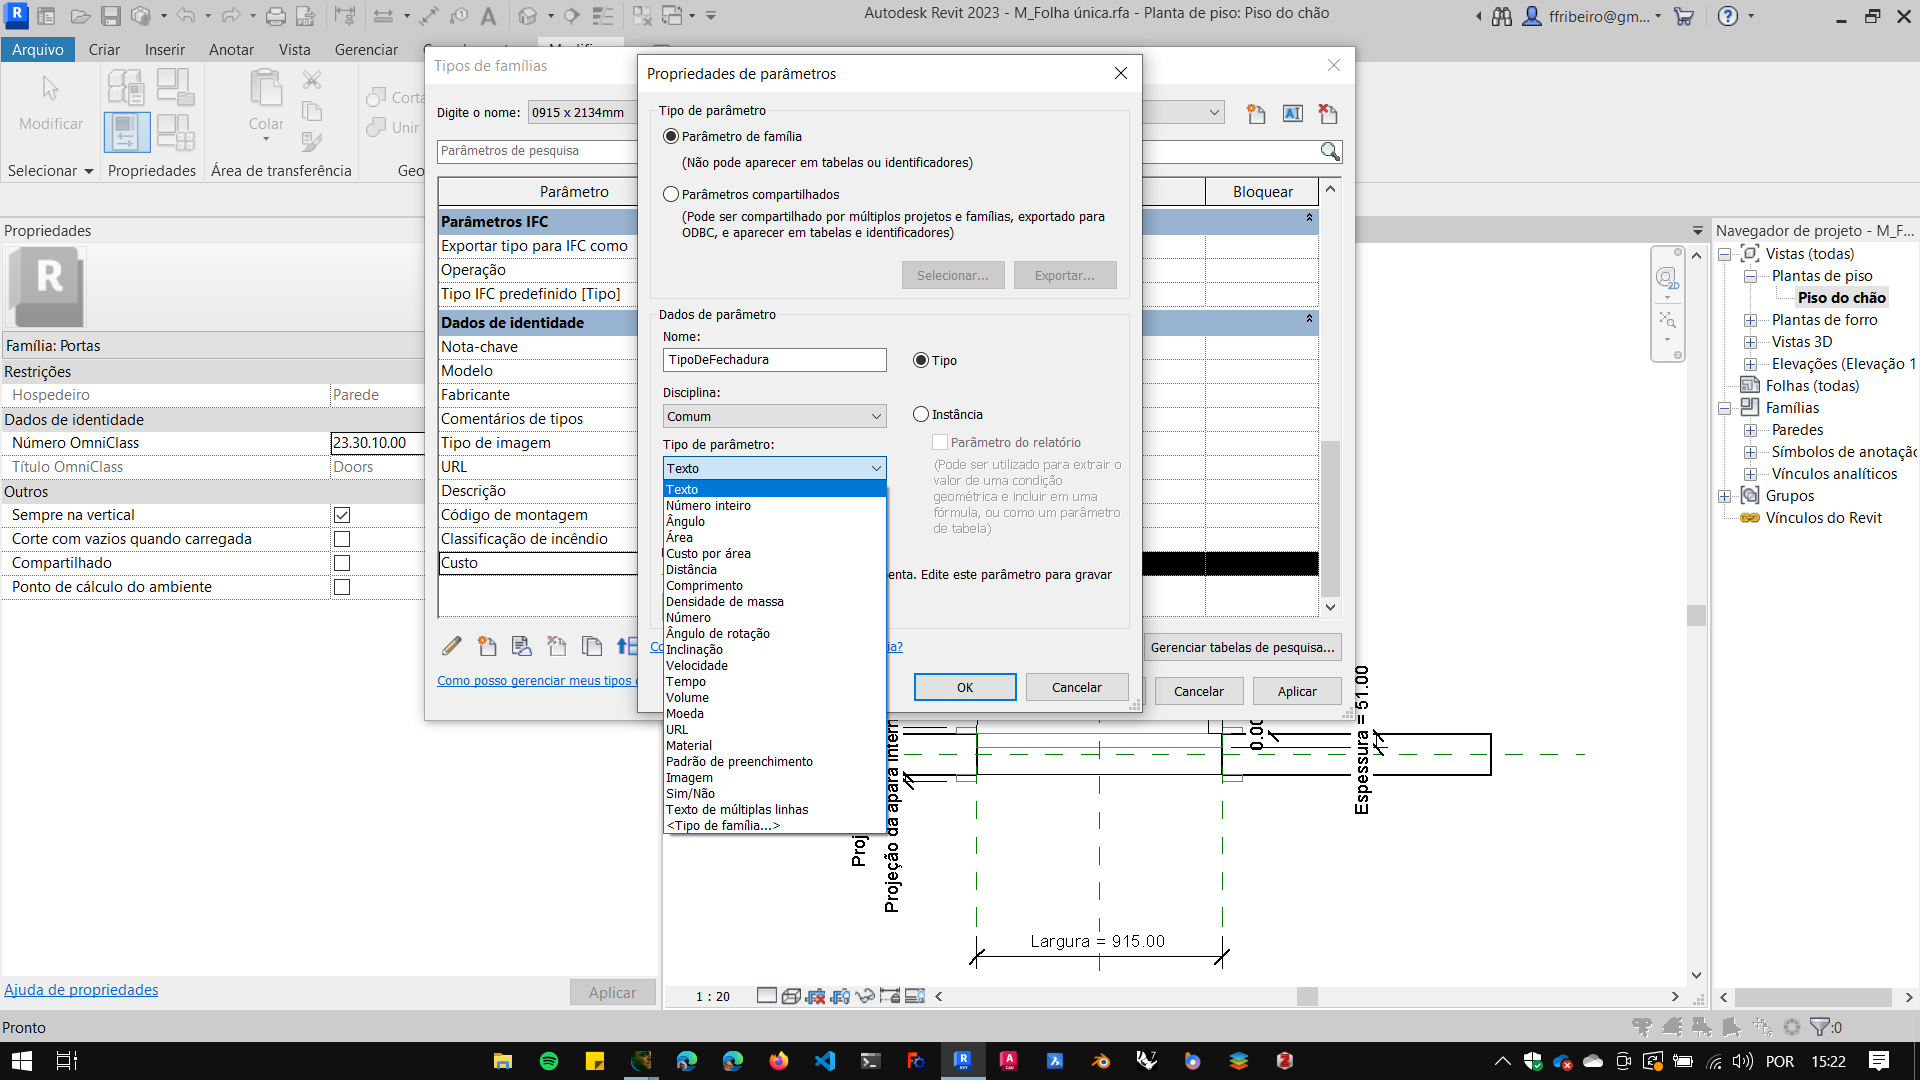 Autodesk Revit 2023 - M_Folha única.rfa - Planta de piso: Piso do chão
ffribeiro@gm...
Arquivo
Criar
Inserir
Anotar
Vista
Gerenciar
Modificar
Colar
Corta
Unir
Selecionar
Propriedades
Área de transferência
Geo
Propriedades
R
Família: Portas
Restrições
Hospedeiro
Parede
Dados de identidade
Número OmniClass
23.30.10.00
Título OmniClass
Doors
Outros
Sempre na vertical
Corte com vazios quando carregada
Compartilhado
Ponto de cálculo do ambiente
Ajuda de propriedades
Aplicar
Pronto
Tipos de famílias
Digite o nome:
0915 x 2134mm
Parâmetros de pesquisa
Parâmetro
Bloquear
Parâmetros IFC
Exportar tipo para IFC como
Operação
Tipo IFC predefinido [Tipo]
Dados de identidade
Nota-chave
Modelo
Fabricante
Comentários de tipos
Tipo de imagem
URL
Descrição
Código de montagem
Classificação de incêndio
Custo
Gerenciar tabelas de pesquisa...
Como posso gerenciar meus tipos
Cancelar
Aplicar
Propriedades de parâmetros
Tipo de parâmetro
Parâmetro de família
(Não pode aparecer em tabelas ou identificadores)
Parâmetros compartilhados
(Pode ser compartilhado por múltiplos projetos e famílias, exportado para
ODBC, e aparecer em tabelas e identificadores)
Selecionar...
Exportar...
Dados de parâmetro
Nome:
TipoDeFechadura
Tipo
Disciplina:
Comum
Instância
Tipo de parâmetro:
Parâmetro do relatório
Texto
(Pode ser utilizado para extrair o
valor de uma condição
geométrica e incluir em uma
fórmula, ou como um parâmetro
de tabela)
Texto
Número inteiro
Ângulo
Área
Custo por área
Distância
Comprimento
Densidade de massa
Número
Ângulo de rotação
Inclinação
Velocidade
Tempo
Volume
Moeda
URL
Material
Padrão de preenchimento
Imagem
Sim/Não
Texto de múltiplas linhas
<Tipo de família...>
enta. Edite este parâmetro para gravar
Co
ia?
OK
Cancelar
Proj
Projeção da apara intern
0.00
Espessura = 51.00
Largura = 915.00
1 : 20
2D
Navegador de projeto - M_F...
Vistas (todas)
Plantas de piso
Piso do chão
Plantas de forro
Vistas 3D
Elevações (Elevação 1
Folhas (todas)
Famílias
Paredes
Símbolos de anotação
Vínculos analíticos
Grupos
Vínculos do Revit
:0
POR
15:22